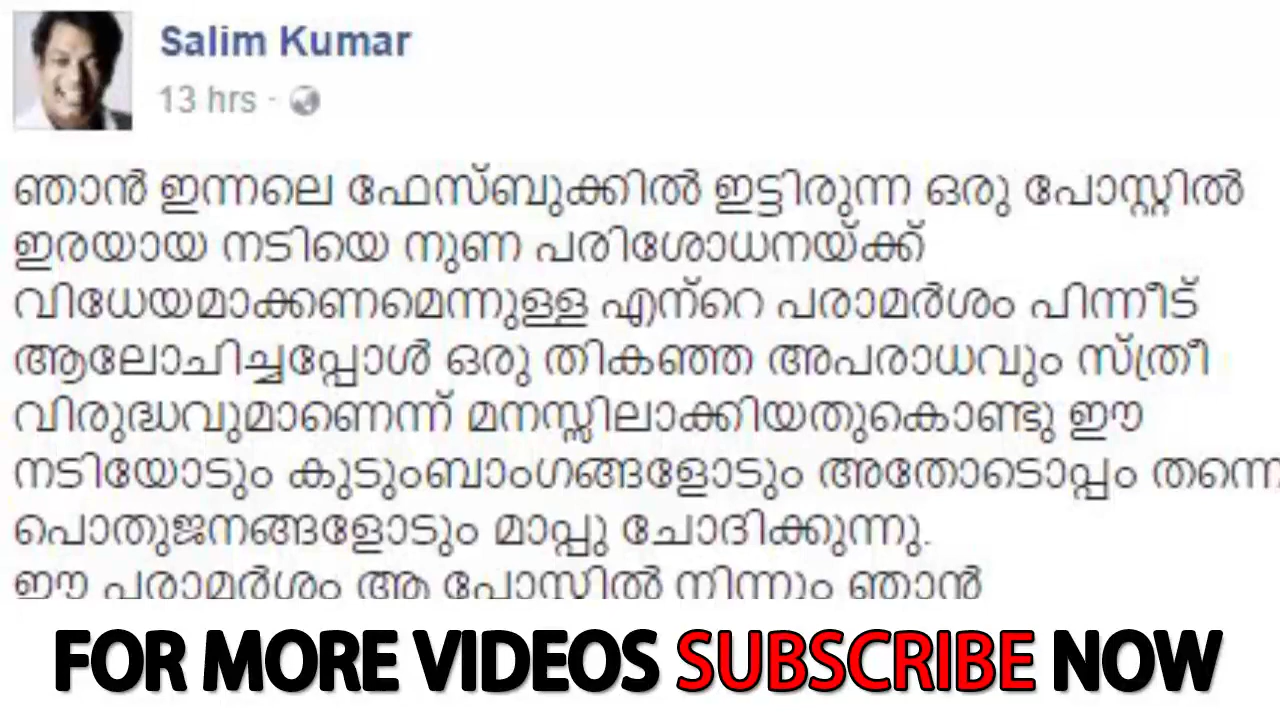 Salim Kumar
13 hrs ·
ഞാൻ ഇന്നലെ ഫേസ്ബുക്കിൽ ഇട്ടിരുന്ന ഒരു പോസ്റ്റിൽ
ഇരയായ നടിയെ നുണ പരിശോധനയ്ക്ക്
വിധേയമാക്കണമെന്നുള്ള എന്റെ പരാമർശം പിന്നീട്
ആലോചിച്ചപ്പോൾ ഒരു തികഞ്ഞ അപരാധവും സ്ത്രീ
വിരുദ്ധവുമാണെന്ന് മനസ്സിലാക്കിയതുകൊണ്ടു ഈ
നടിയോടും കുടുംബാംഗങ്ങളോടും അതോടൊപ്പം തന്നെ
പൊതുജനങ്ങളോടും മാപ്പു ചോദിക്കുന്നു.
ഈ പരാമർശം ആ പോസ്റ്റിൽ നിന്നും ഞാൻ
FOR MORE VIDEOS SUBSCRIBE NOW